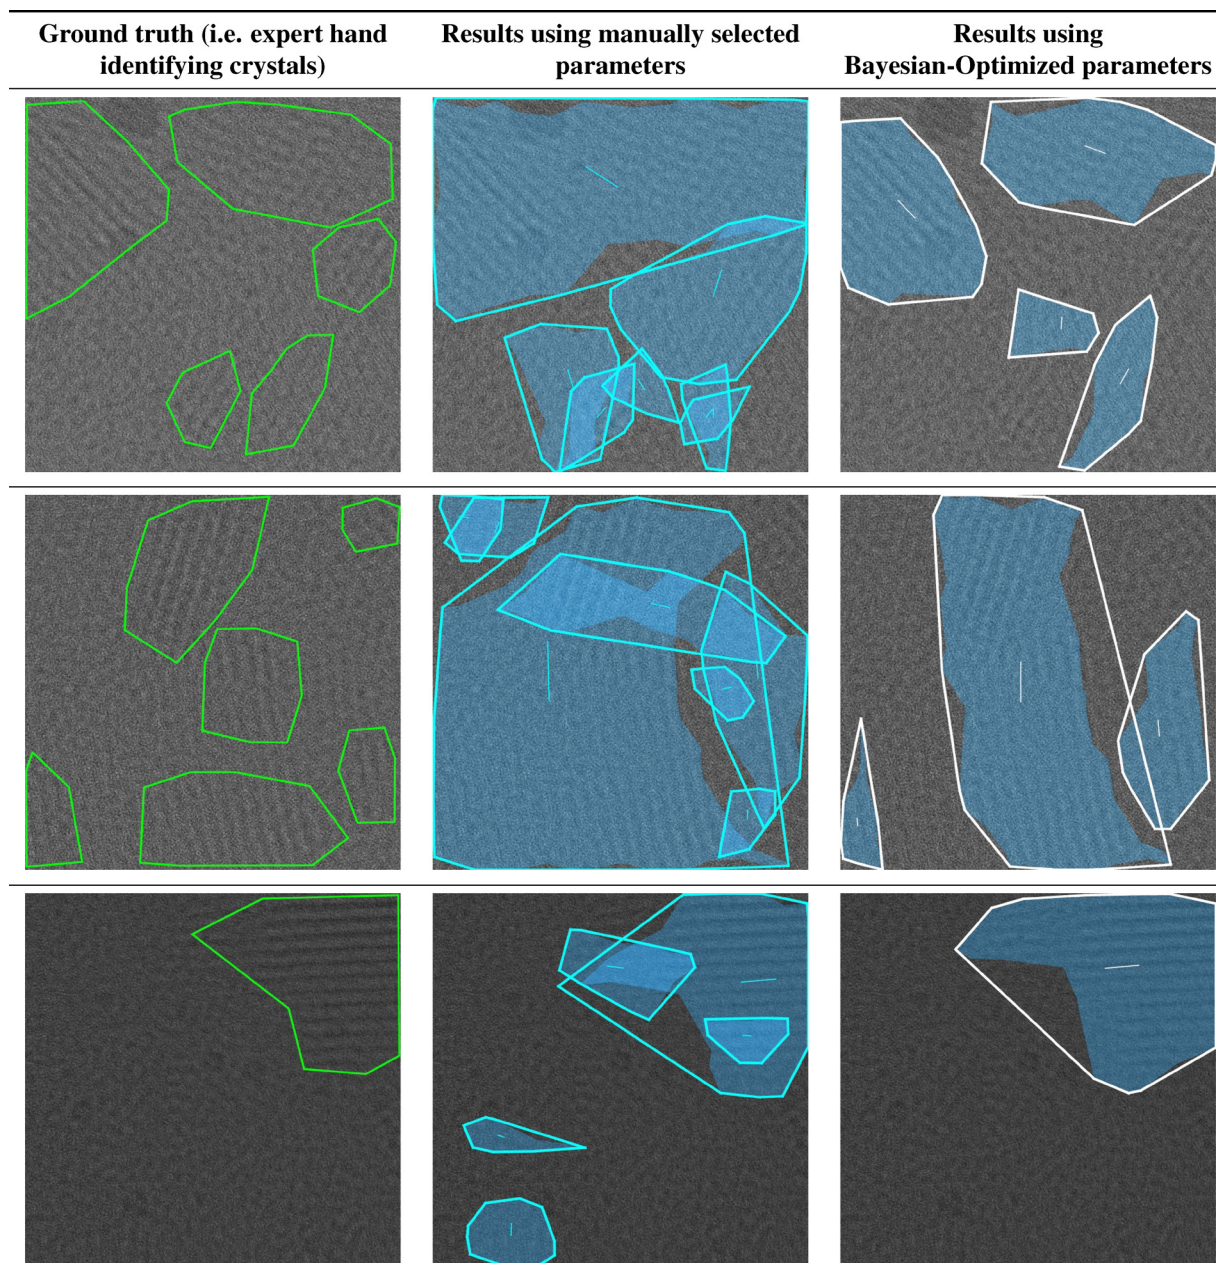 Ground truth (i.e. expert hand
identifying crystals)
Results using manually selected
parameters
Results using
Bayesian-Optimized parameters